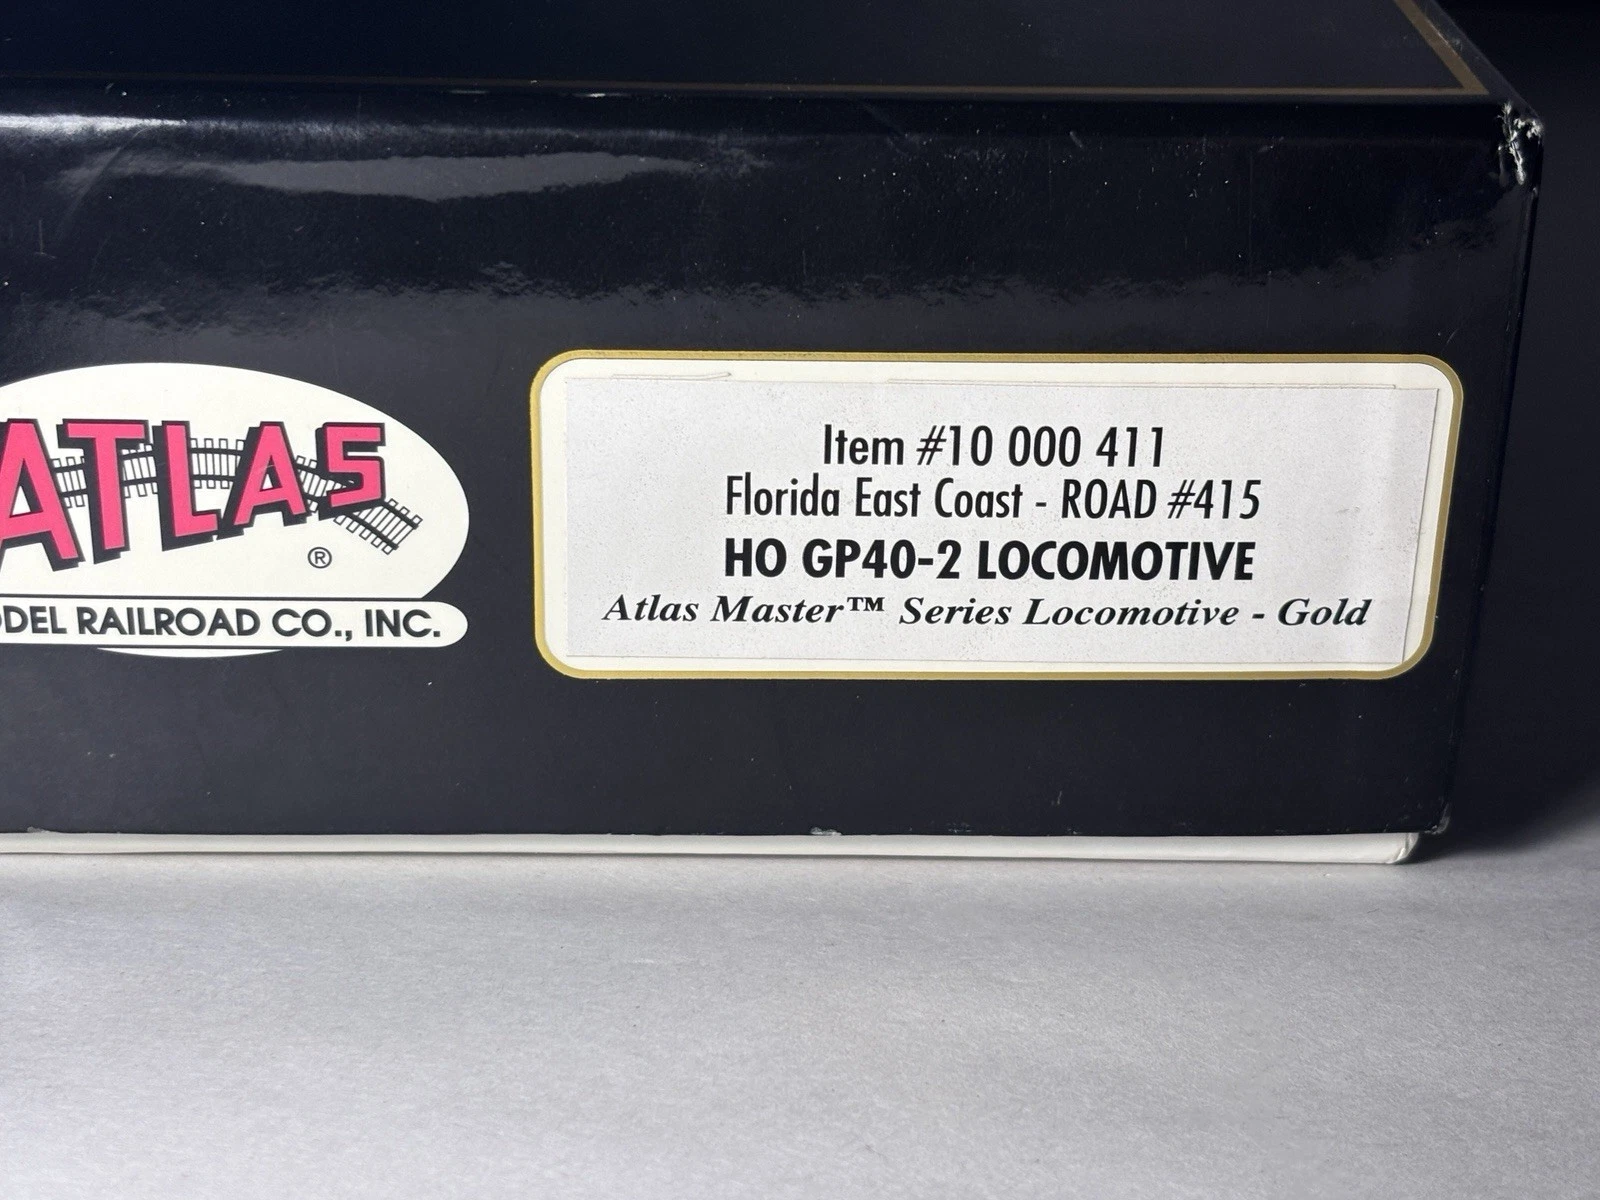 ATLAS
®
DEL RAILROAD CO., INC.
Item #10 000 411
Florida East Coast - ROAD #415
HO GP40-2 LOCOMOTIVE
Atlas Master™ Series Locomotive - Gold